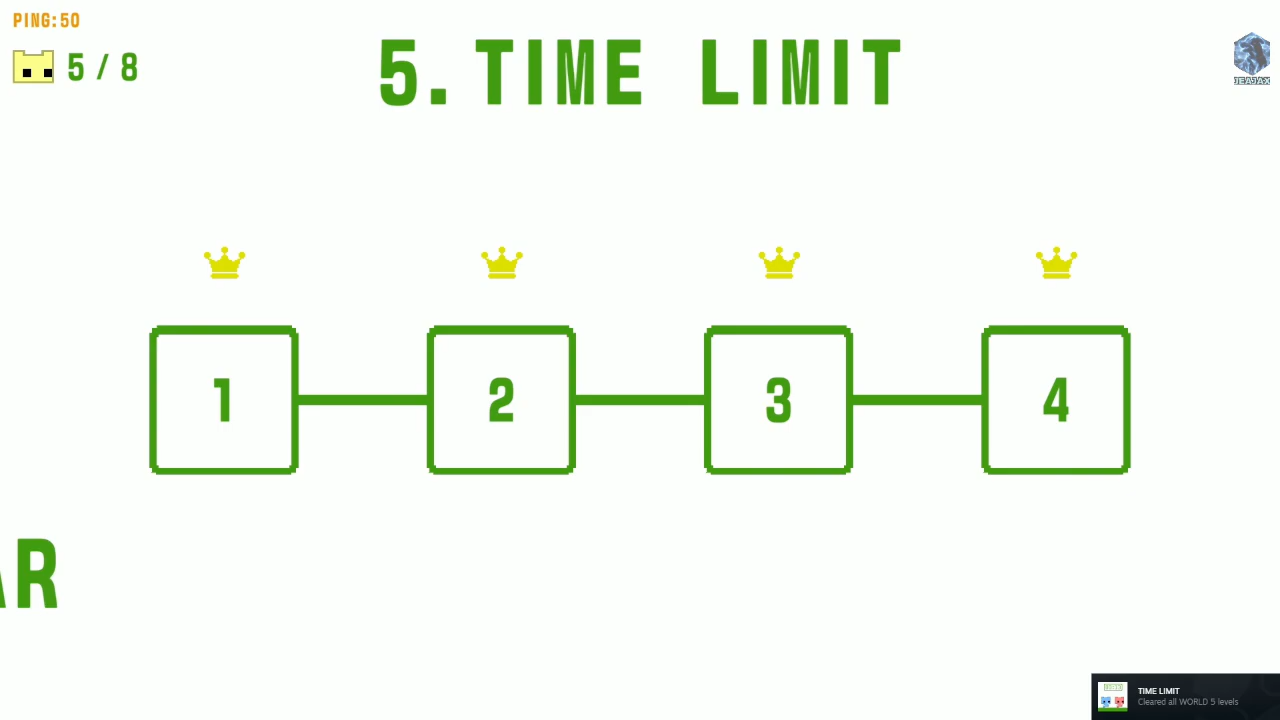 PING:50
5 / 8
5.TIME LIMIT
JEAJAX
1
2
3
4
AR
TIME LIMIT
Cleared all WORLD 5 levels